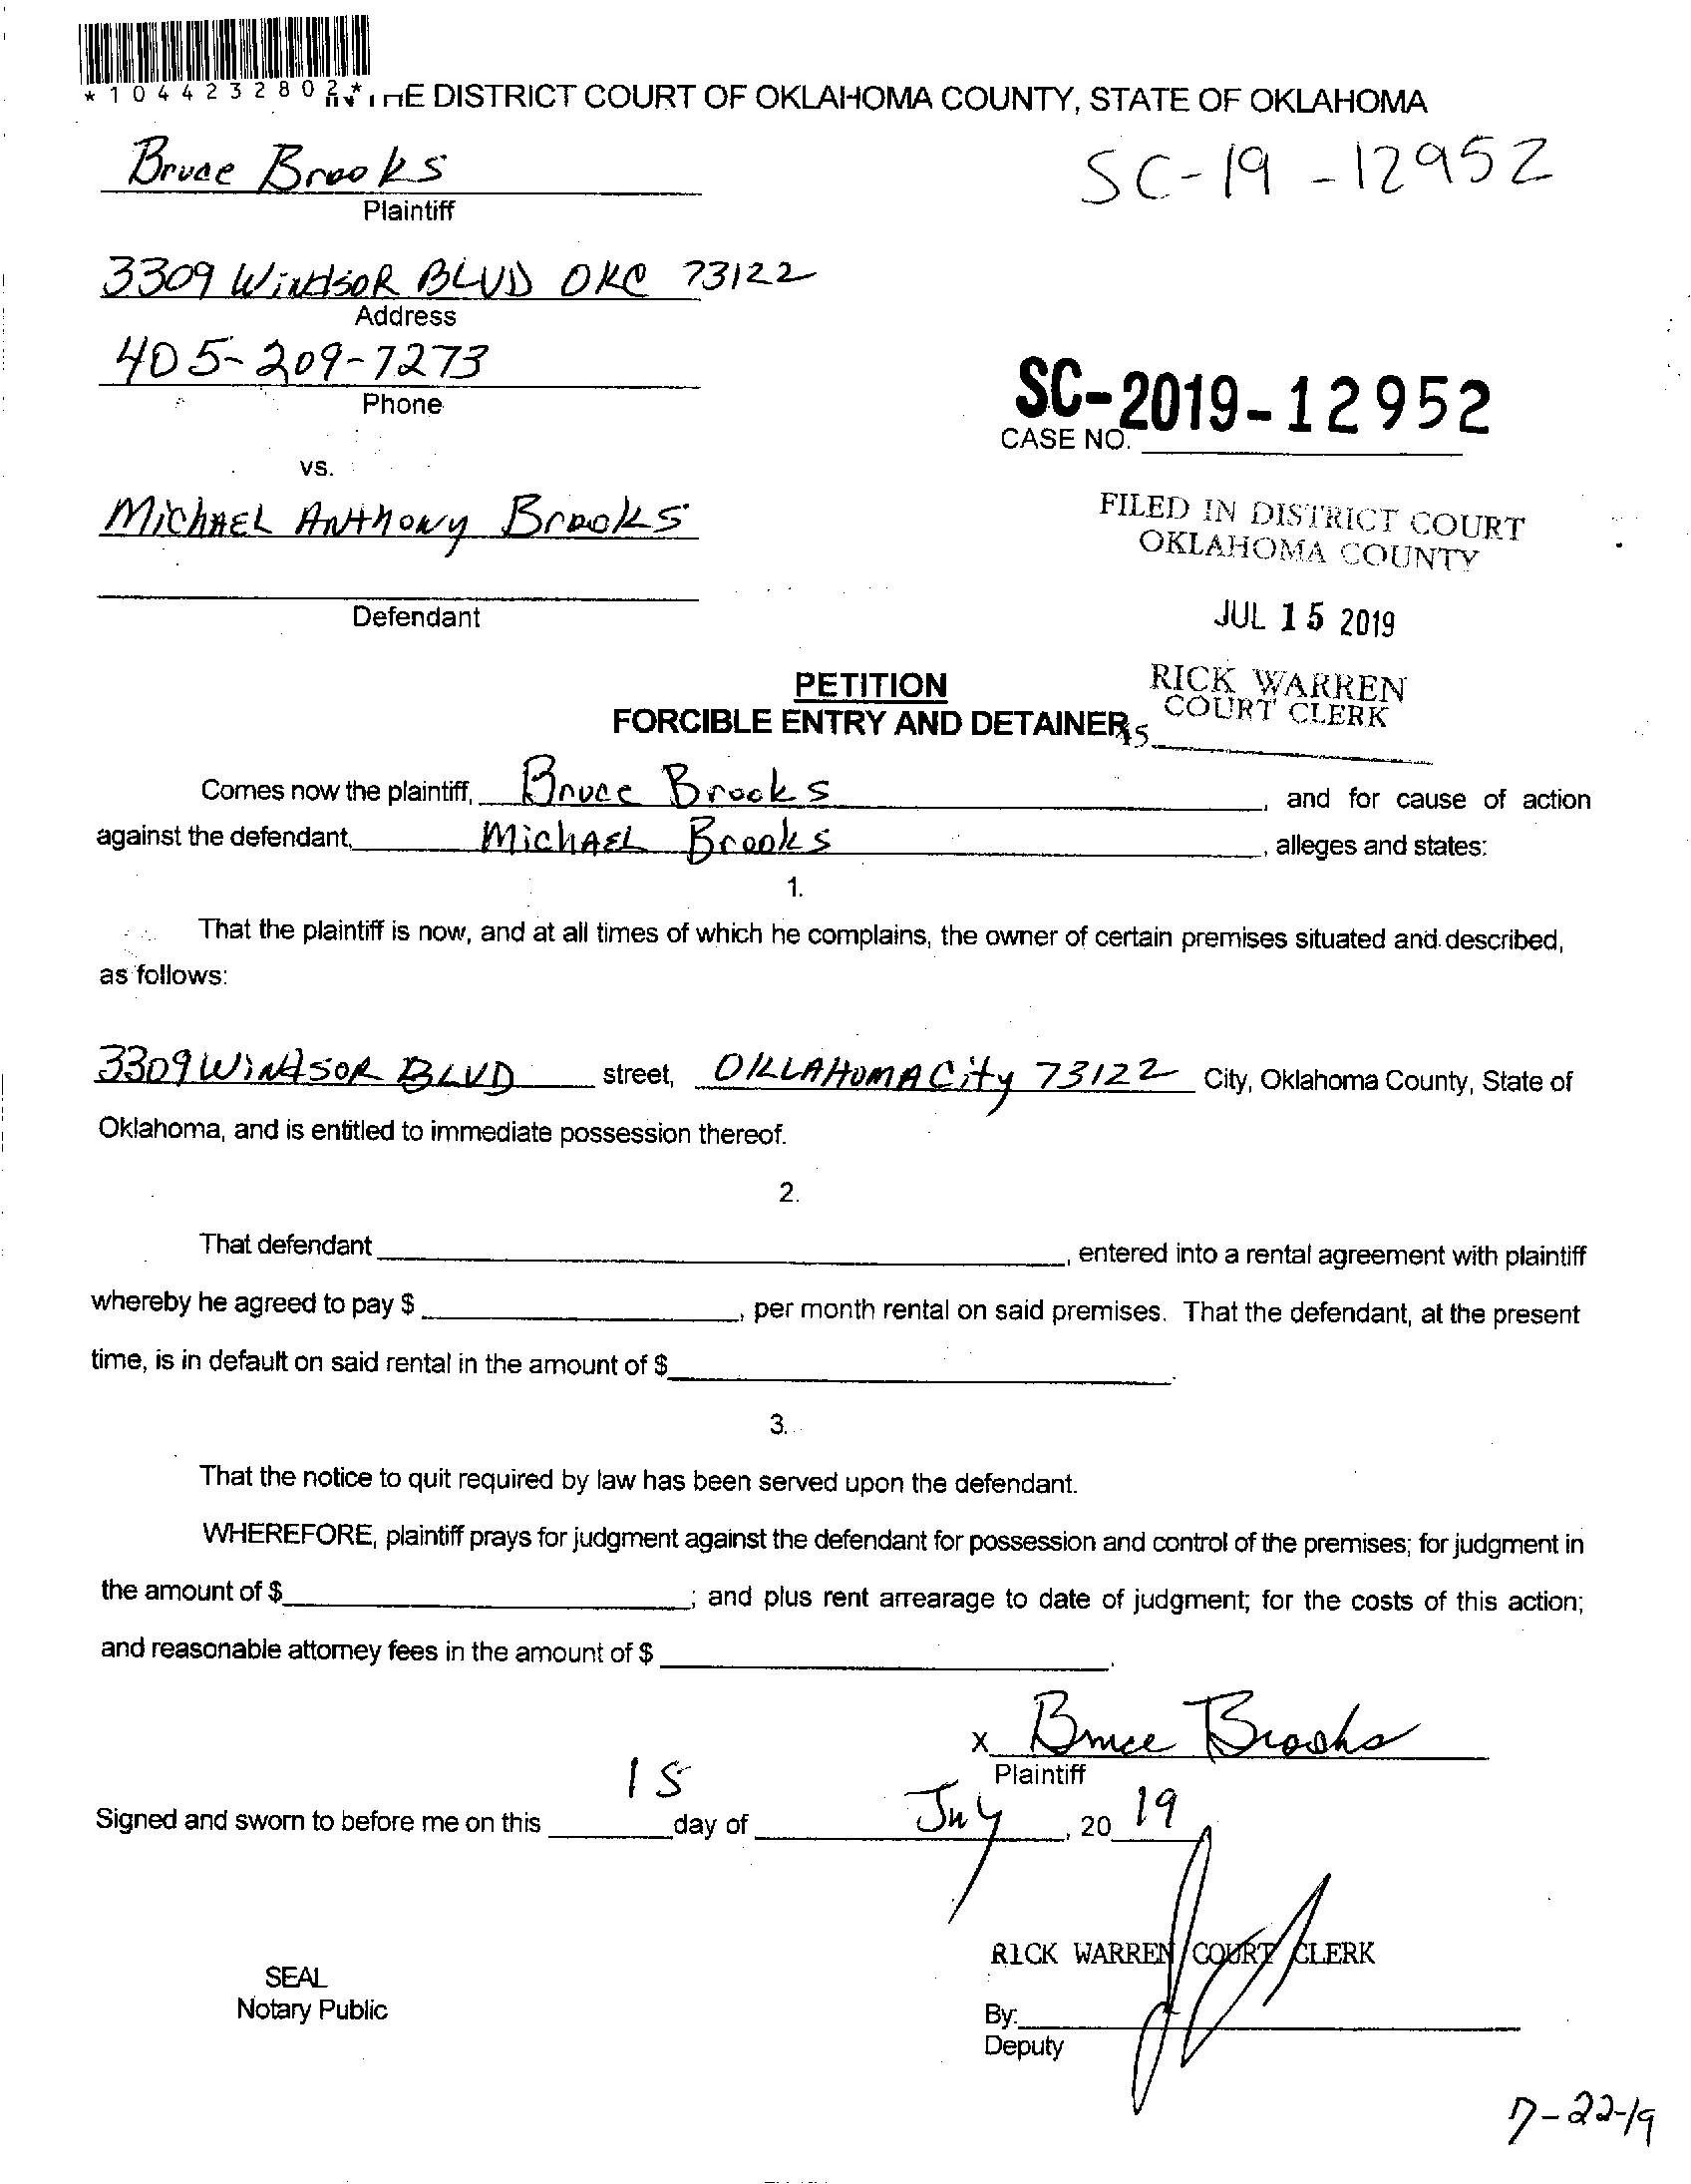 *1044232802*
THE DISTRICT COURT OF OKLAHOMA COUNTY, STATE OF OKLAHOMA
Bruce Brooks
SC-19-12952
Plaintiff
3309 Windsor BLVD OKC 73122
Address
405-209-7273
Phone
SC-2019-12952
CASE NO.
vs.
Michael Anthony Brooks
FILED IN DISTRICT COURT
OKLAHOMA COUNTY
Defendant
JUL 15 2019
PETITION
RICK WARREN
COURT CLERK
FORCIBLE ENTRY AND DETAINER
Comes now the plaintiff, Bruce Brooks, and for cause of action
against the defendant, Michael Brooks, alleges and states:
1.
That the plaintiff is now, and at all times of which he complains, the owner of certain premises situated and described,
as follows:
3309 Windsor BLVD street, OKLAHOMA City 73122 City, Oklahoma County, State of
Oklahoma, and is entitled to immediate possession thereof.
2.
That defendant ____, entered into a rental agreement with plaintiff
whereby he agreed to pay $ ____, per month rental on said premises. That the defendant, at the present
time, is in default on said rental in the amount of $ ____.
3.
That the notice to quit required by law has been served upon the defendant.
WHEREFORE, plaintiff prays for judgment against the defendant for possession and control of the premises; for judgment in
the amount of $ ____; and plus rent arrearage to date of judgment; for the costs of this action;
and reasonable attorney fees in the amount of $ ____.
x Bruce Brooks
Plaintiff
Signed and sworn to before me on this 15 day of July, 2019
RICK WARREN COURT CLERK
SEAL
Notary Public
By:
Deputy
7-22-19